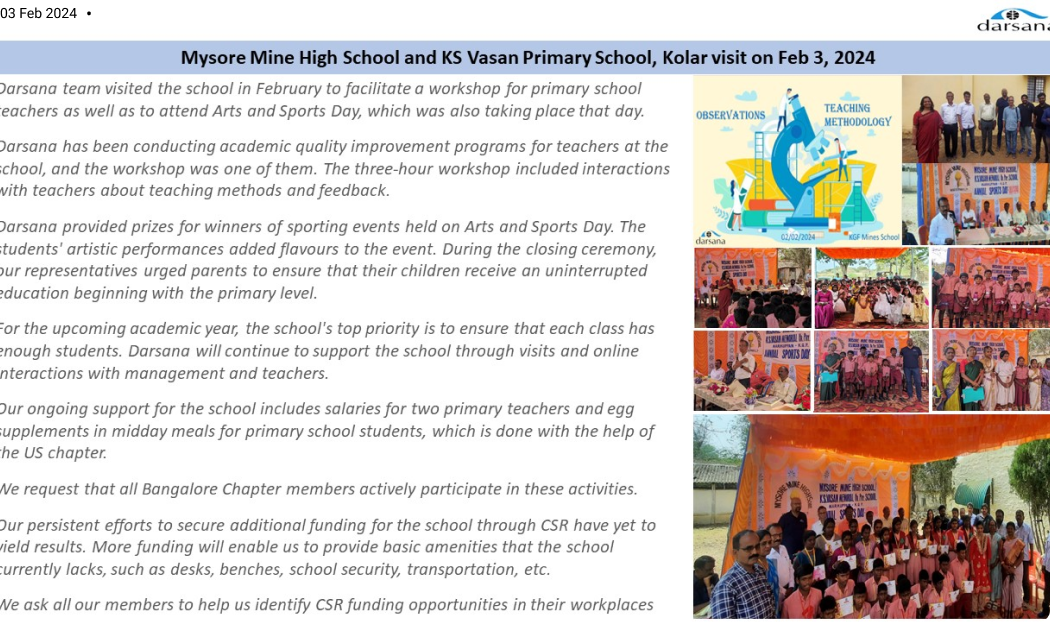 03 Feb 2024 •
darsana
Mysore Mine High School and KS Vasan Primary School, Kolar visit on Feb 3, 2024
Darsana team visited the school in February to facilitate a workshop for primary school
teachers as well as to attend Arts and Sports Day, which was also taking place that day.
Darsana has been conducting academic quality improvement programs for teachers at the
school, and the workshop was one of them. The three-hour workshop included interactions
with teachers about teaching methods and feedback.
Darsana provided prizes for winners of sporting events held on Arts and Sports Day. The
students' artistic performances added flavours to the event. During the closing ceremony,
our representatives urged parents to ensure that their children receive an uninterrupted
education beginning with the primary level.
For the upcoming academic year, the school's top priority is to ensure that each class has
enough students. Darsana will continue to support the school through visits and online
interactions with management and teachers.
Our ongoing support for the school includes salaries for two primary teachers and egg
supplements in midday meals for primary school students, which is done with the help of
the US chapter.
We request that all Bangalore Chapter members actively participate in these activities.
Our persistent efforts to secure additional funding for the school through CSR have yet to
yield results. More funding will enable us to provide basic amenities that the school
currently lacks, such as desks, benches, school security, transportation, etc.
We ask all our members to help us identify CSR funding opportunities in their workplaces
OBSERVATIONS
TEACHING
METHODOLOGY
darsana
02/02/2024
KGF Mines School
ANNUAL SPORTS DAY
MYSORE MINE HIGH SCHOOL
SPORTS DAY